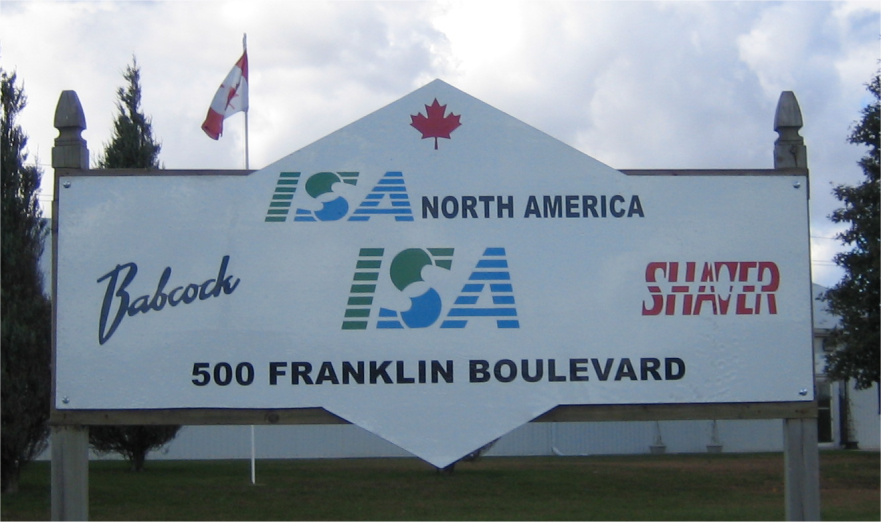 ISA NORTH AMERICA
Babcock ISA SHAVER
500 FRANKLIN BOULEVARD